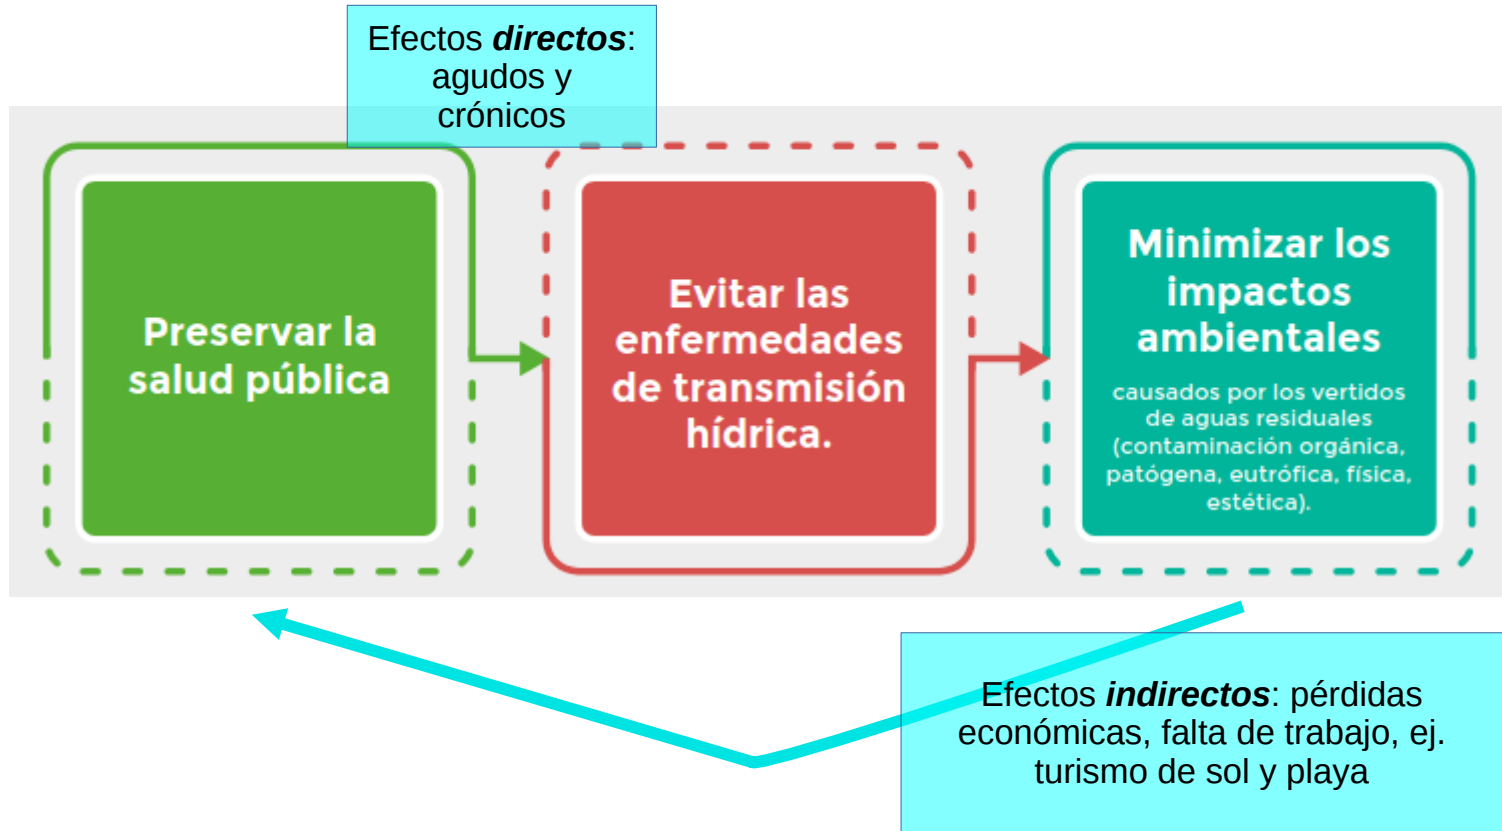 Efectos directos:
agudos y
crónicos
Preservar la
salud pública
Evitar las
enfermedades
de transmisión
hídrica.
Minimizar los
impactos
ambientales
causados por los vertidos
de aguas residuales
(contaminación orgánica,
patógena, eutrófica, física,
estética).
Efectos indirectos: pérdidas
económicas, falta de trabajo, ej.
turismo de sol y playa